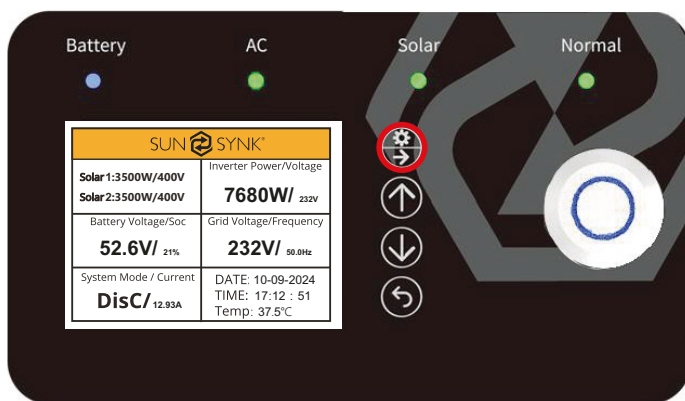 Battery AC Solar Normal
SUN SYNK®
Solar1:3500W/400V
Solar2:3500W/400V
Inverter Power/Voltage
7680W/ 232V
Battery Voltage/Soc
52.6V/ 21%
Grid Voltage/Frequency
232V/ 50.0Hz
System Mode / Current
DisC/ 12.93A
DATE: 10-09-2024
TIME: 17:12 : 51
Temp: 37.5°C